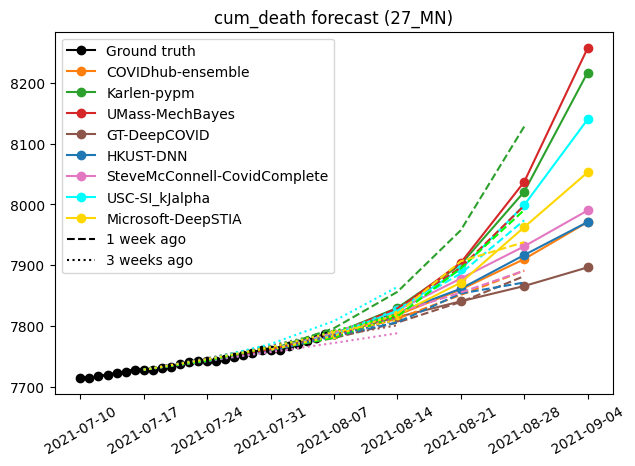 cum_death forecast (27_MN)
Ground truth
COVIDhub-ensemble
Karlen-pypm
UMass-MechBayes
GT-DeepCOVID
HKUST-DNN
SteveMcConnell-CovidComplete
USC-SI_kJalpha
Microsoft-DeepSTIA
1 week ago
3 weeks ago
8200
8100
8000
7900
7800
7700
2021-07-10
2021-07-17
2021-07-24
2021-07-31
2021-08-07
2021-08-14
2021-08-21
2021-08-28
2021-09-04